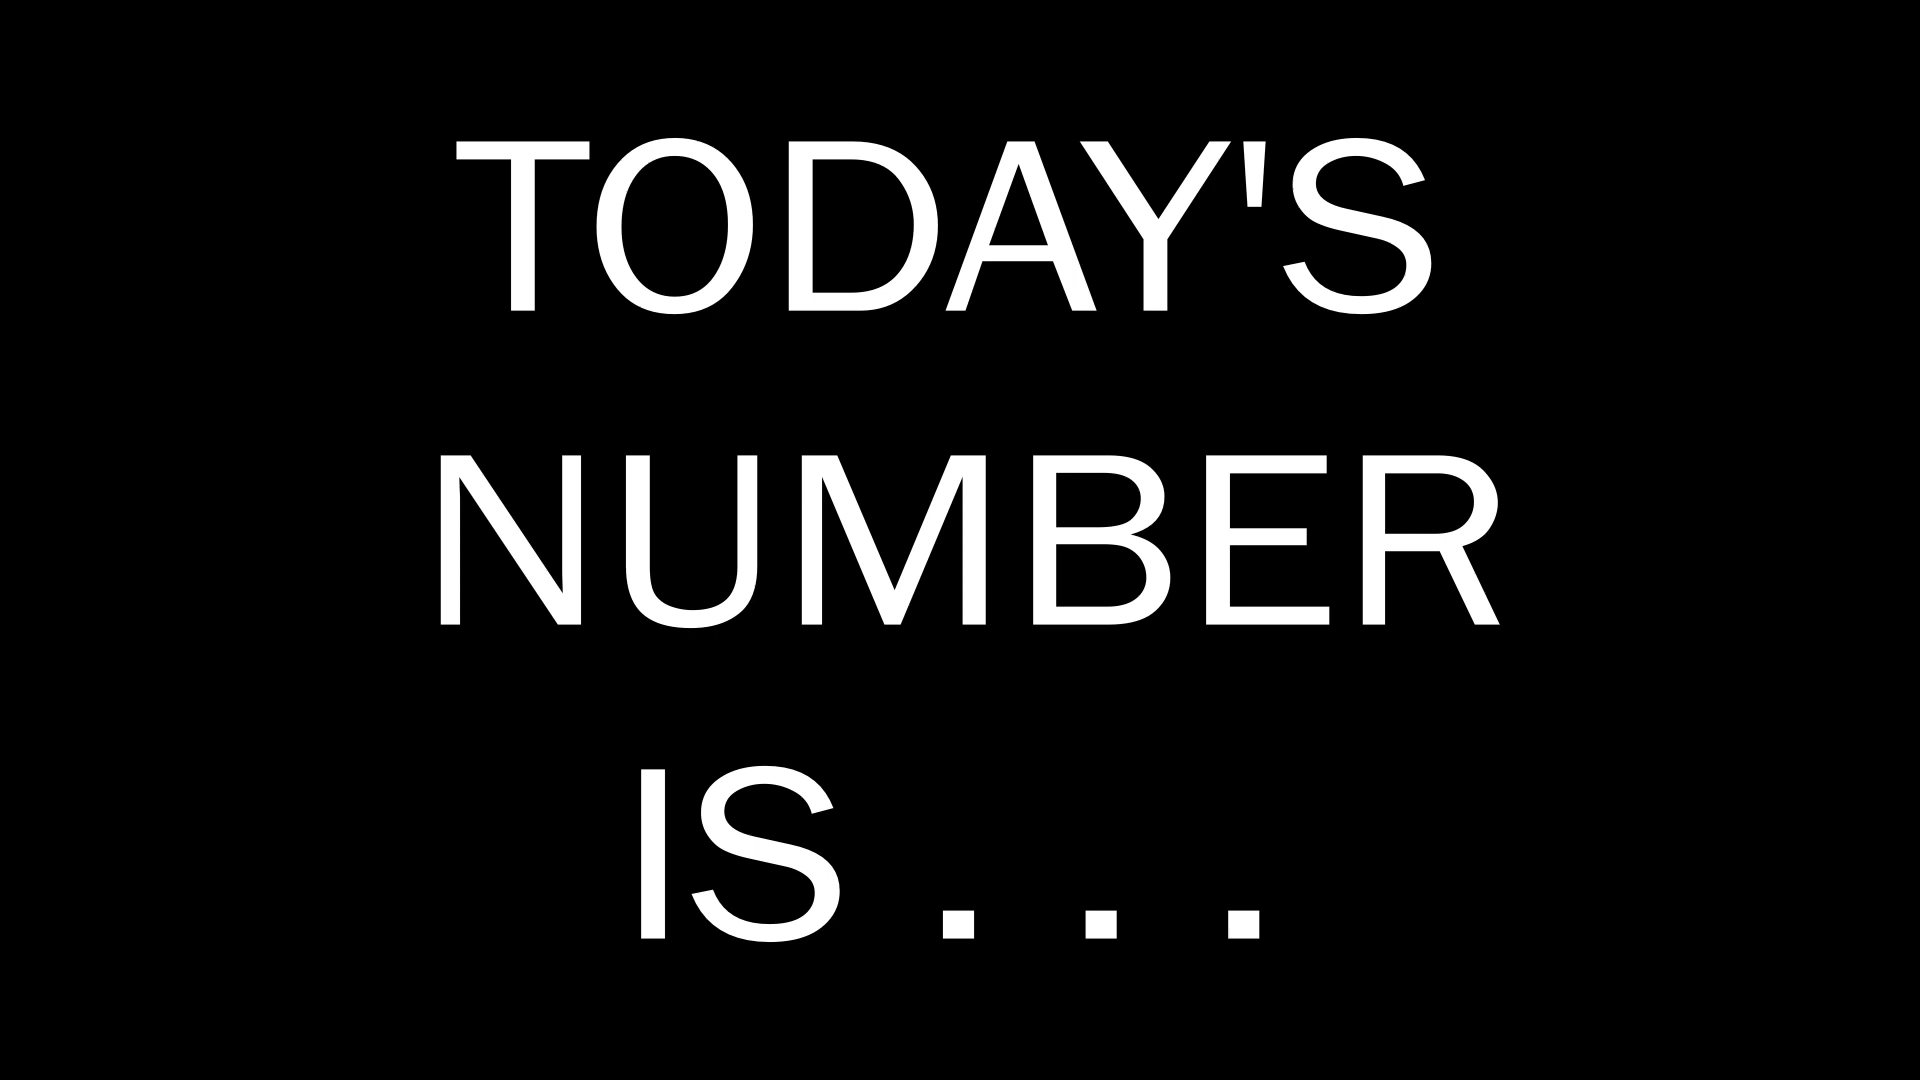 TODAY'S
NUMBER
IS . . .